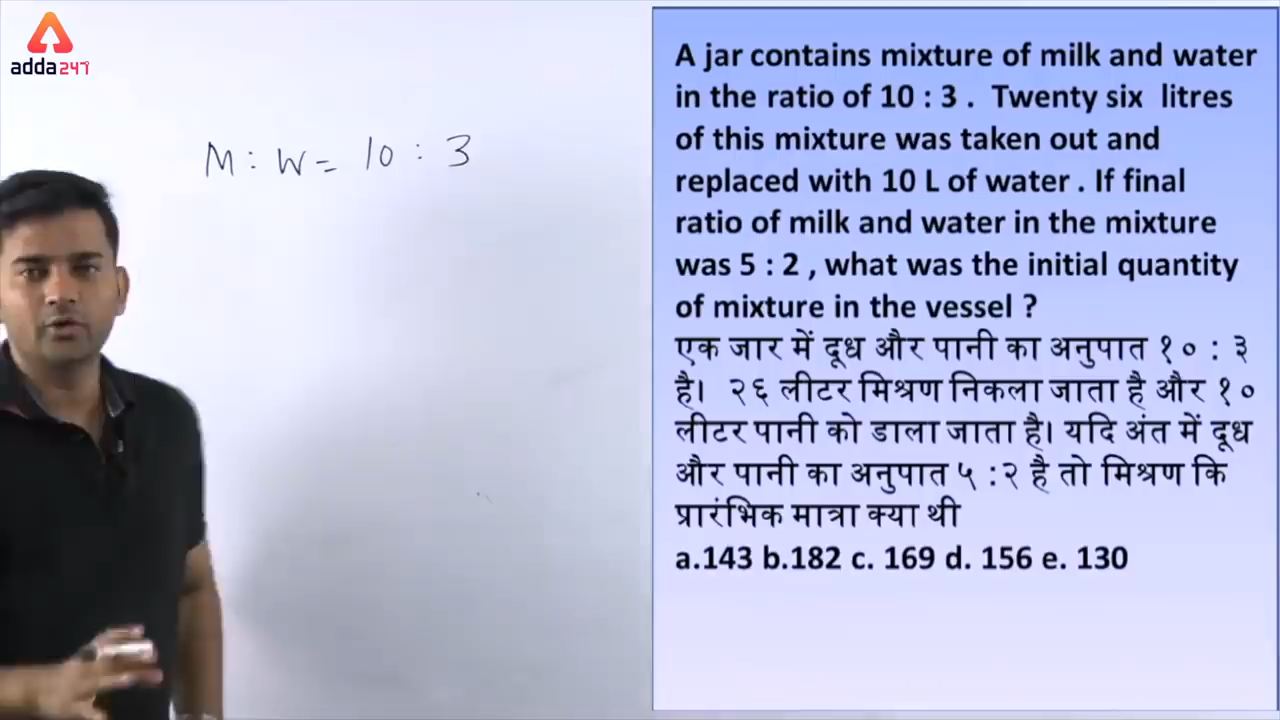 adda247
M : W = 10 : 3
A jar contains mixture of milk and water
in the ratio of 10 : 3 . Twenty six litres
of this mixture was taken out and
replaced with 10 L of water . If final
ratio of milk and water in the mixture
was 5 : 2 , what was the initial quantity
of mixture in the vessel ?
एक जार में दूध और पानी का अनुपात १० : ३
है। २६ लीटर मिश्रण निकला जाता है और १०
लीटर पानी को डाला जाता है। यदि अंत में दूध
और पानी का अनुपात ५ :२ है तो मिश्रण कि
प्रारंभिक मात्रा क्या थी
a.143 b.182 c. 169 d. 156 e. 130